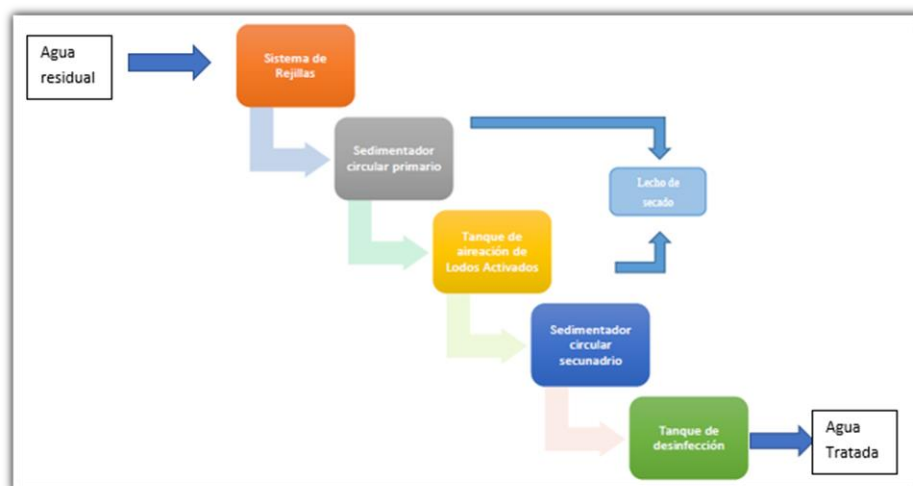 Agua
residual
Sistema de
Rejillas
Sedimentador
circular primario
Lecho de
secado
Tanque de
aireación de
Lodos Activados
Sedimentador
circular
secunadrio
Tanque de
desinfección
Agua
Tratada